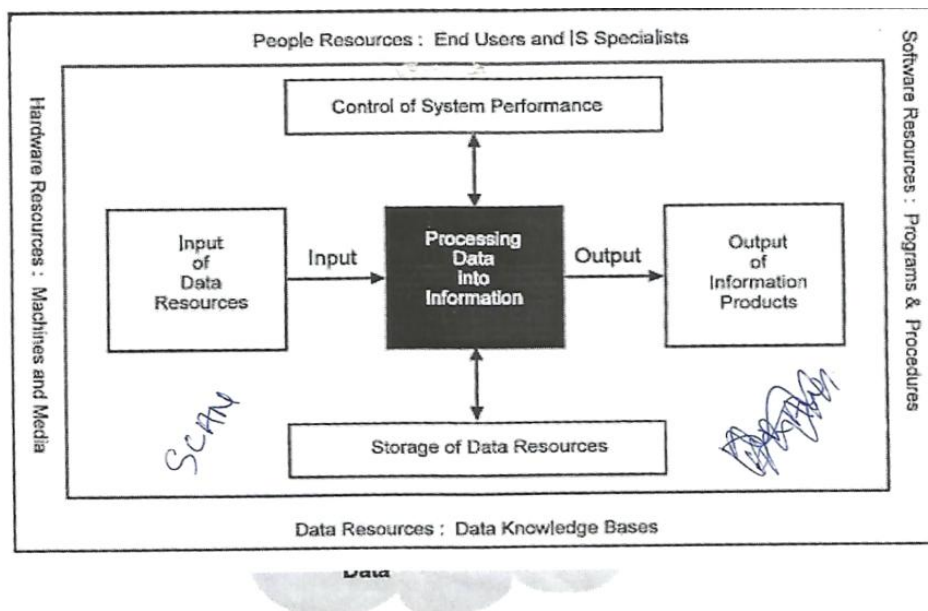 People Resources : End Users and IS Specialists
Software Resources : Programs & Procedures
Hardware Resources : Machines and Media
Control of System Performance
Input
of
Data
Resources
Input
Processing
Data
into
Information
Output
Output
of
Information
Products
SCAN
Storage of Data Resources
Data Resources : Data Knowledge Bases
Data